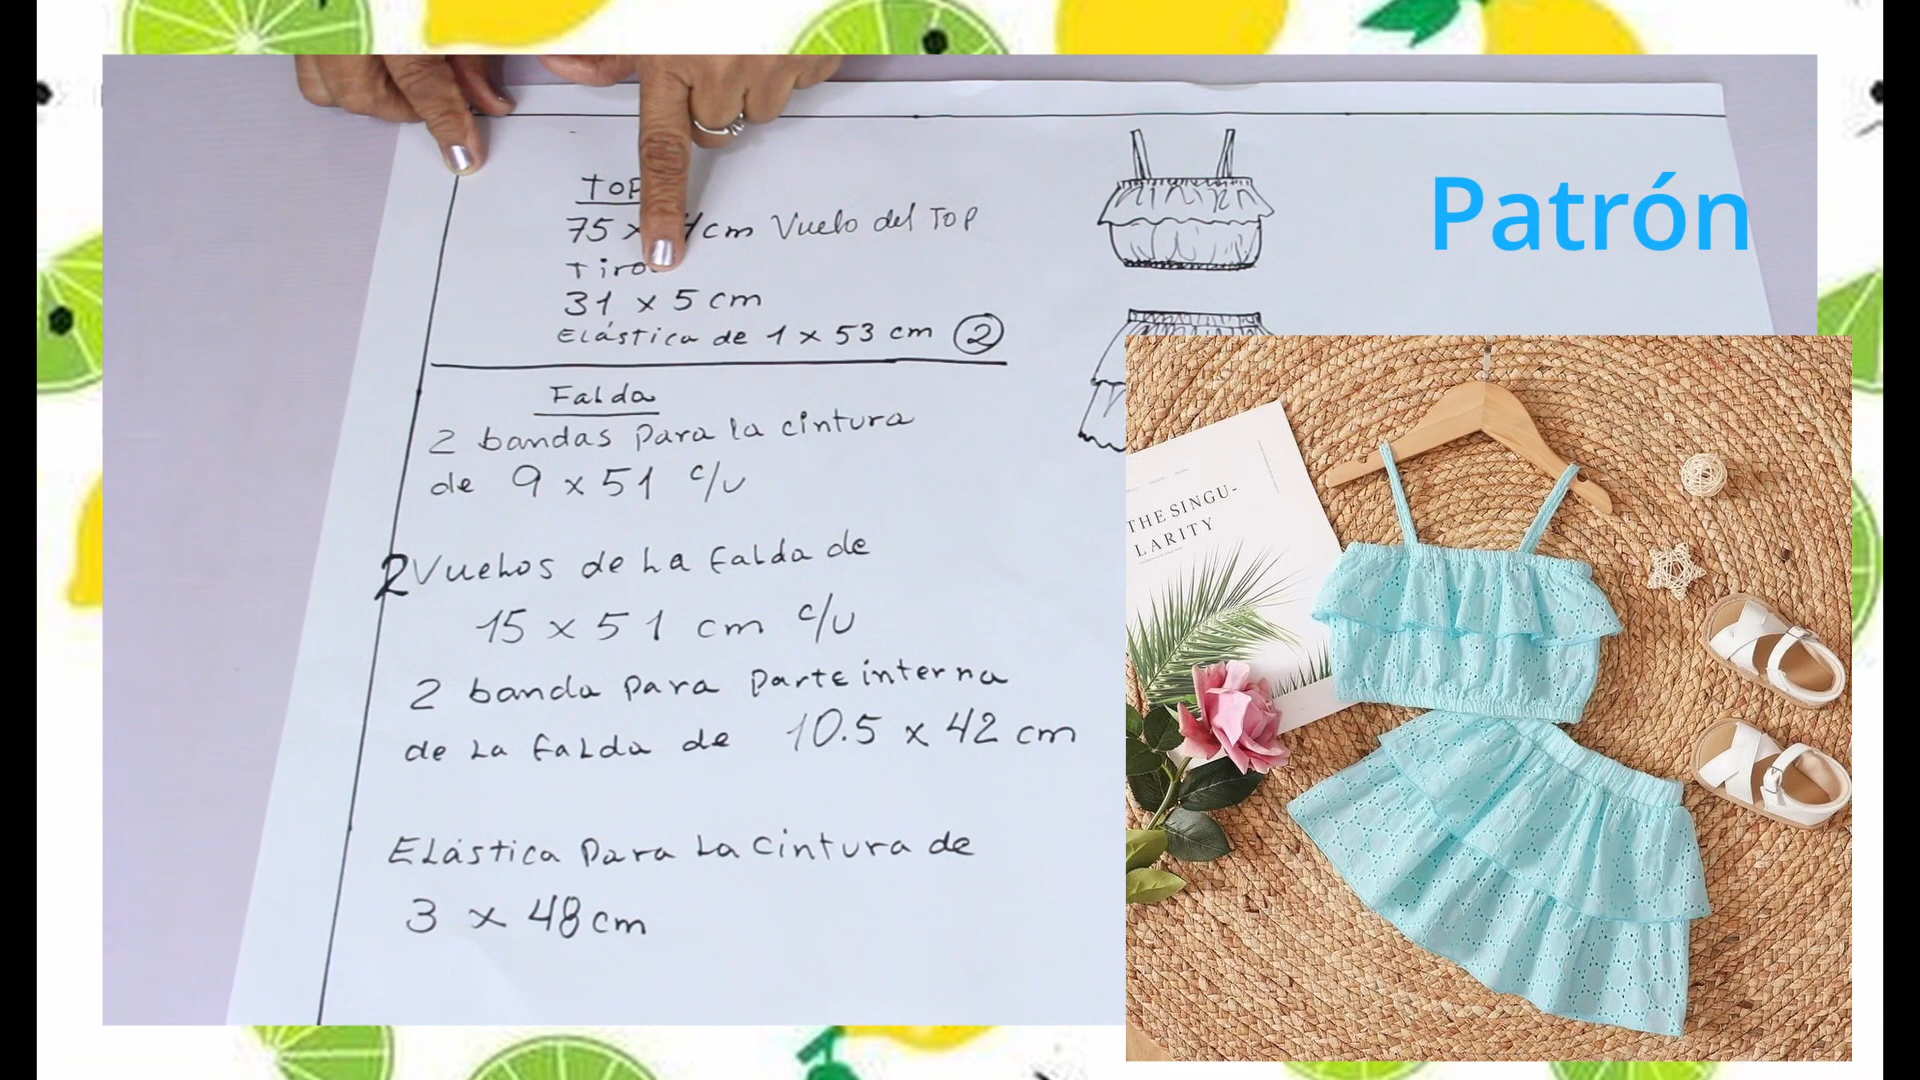 TOP
75 x cm Vuelo del Top
31 x 5 cm
Elástica de 1 x 53 cm 2
Falda
2 bandas para la cintura
de 9 x 51 c/u
2 Vuelos de La falda de
15 x 51 cm c/u
2 banda para parte interna
de La falda de 10.5 x 42 cm
Elástica para La cintura de
3 x 48 cm
Patrón
THE SINGU-
LARITY